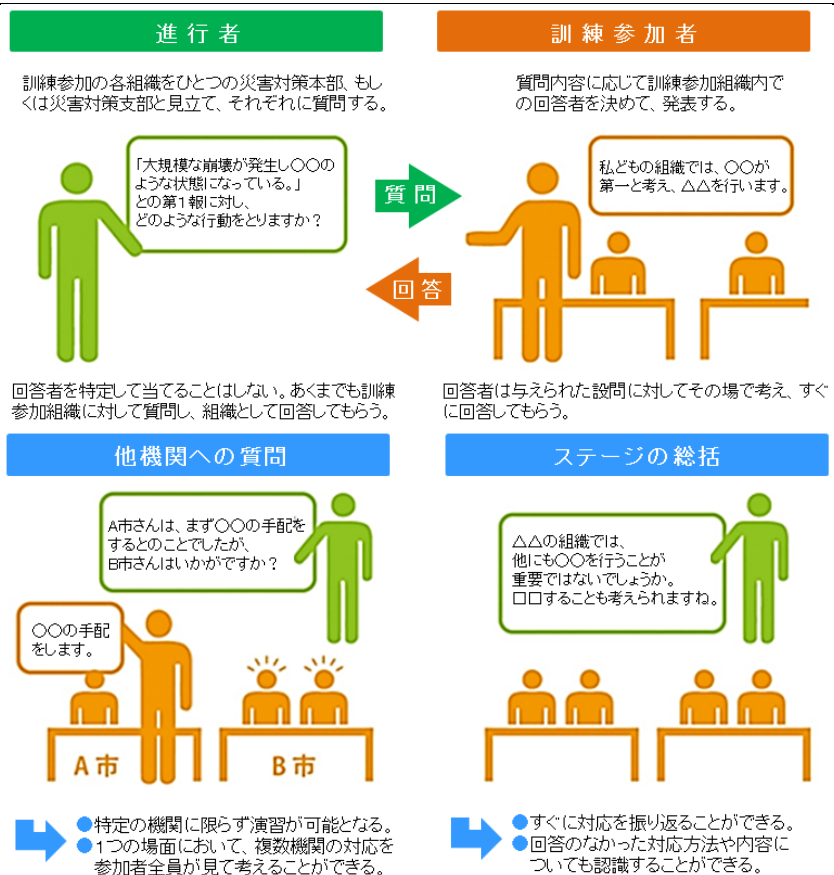 進行者
訓練参加の各組織をひとつの災害対策本部、もし
くは災害対策支部と見立て、それぞれに質問する。
「大規模な崩壊が発生し〇〇の
ような状態になっている。」
との第1報に対し、
どのような行動をとりますか？
質問
回答
回答者を特定して当てることはしない。あくまでも訓練
参加組織に対して質問し、組織として回答してもらう。
訓練参加者
質問内容に応じて訓練参加組織内で
の回答者を決めて、発表する。
私どもの組織では、〇〇が
第一と考え、△△を行います。
回答者は与えられた設問に対してその場で考え、すぐ
に回答してもらう。
他機関への質問
A市さんは、まず〇〇の手配を
するとのことでしたが、
B市さんはいかがですか？
〇〇の手配
をします。
A市
B市
●特定の機関に限らず演習が可能となる。
●1つの場面において、複数機関の対応を
参加者全員が見て考えることができる。
ステージの総括
△△の組織では、
他にも〇〇を行うことが
重要ではないでしょうか。
□□することも考えられますね。
●すぐに対応を振り返ることができる。
●回答のなかった対応方法や内容に
ついても認識することができる。